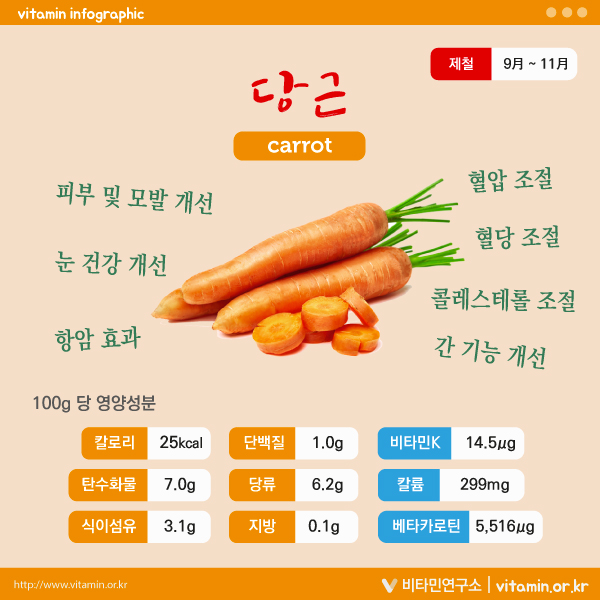 vitamin infographic
제철 9月 ~ 11月
당근
carrot
피부 및 모발 개선
눈 건강 개선
항암 효과
혈압 조절
혈당 조절
콜레스테롤 조절
간 기능 개선
100g 당 영양성분
칼로리 25kcal 단백질 1.0g 비타민K 14.5μg
탄수화물 7.0g 당류 6.2g 칼륨 299mg
식이섬유 3.1g 지방 0.1g 베타카로틴 5,516μg
http://www.vitamin.or.kr 비타민연구소 | vitamin.or.kr